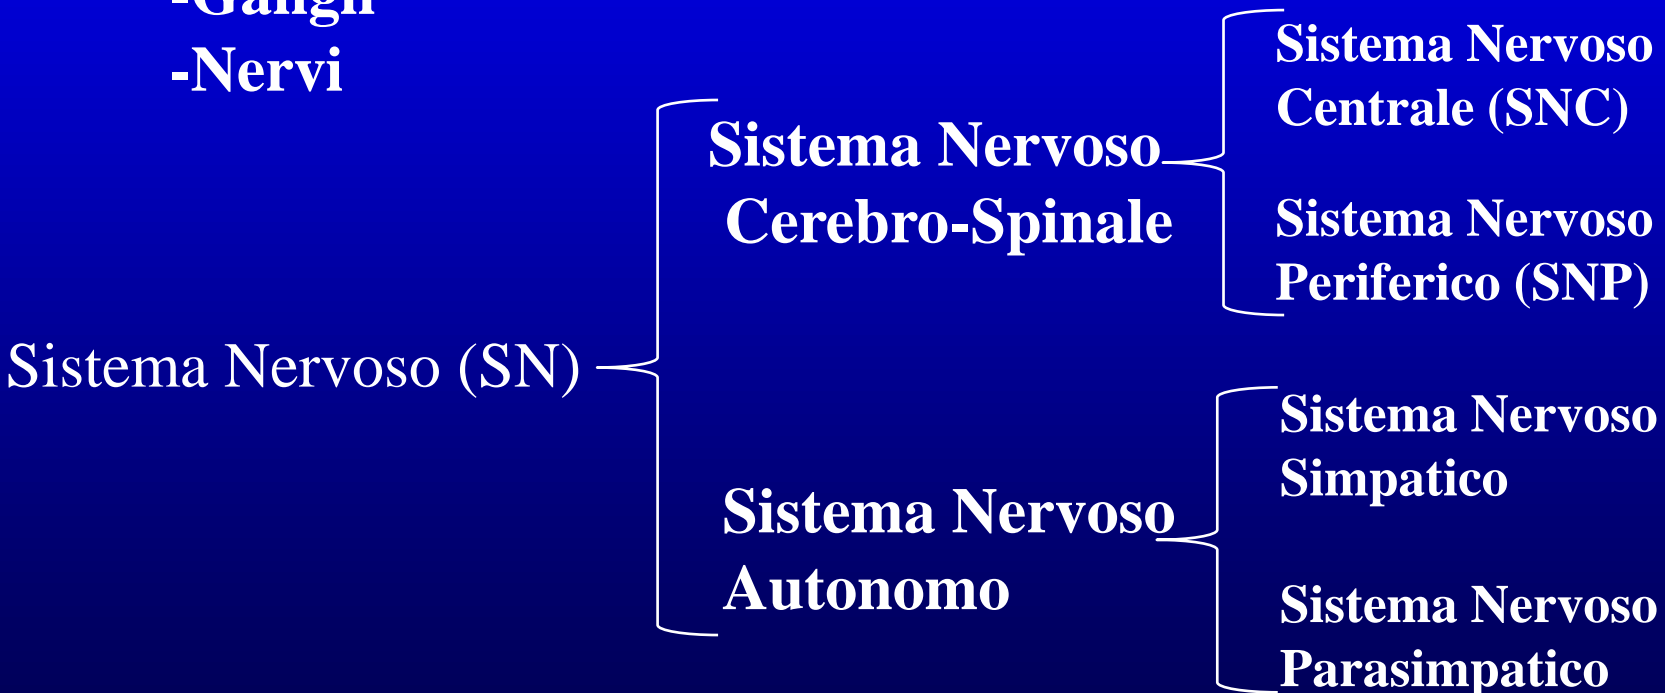 -Nervi
Sistema Nervoso (SN)
Sistema Nervoso
Cerebro-Spinale
Sistema Nervoso
Centrale (SNC)
Sistema Nervoso
Periferico (SNP)
Sistema Nervoso
Autonomo
Sistema Nervoso
Simpatico
Sistema Nervoso
Parasimpatico